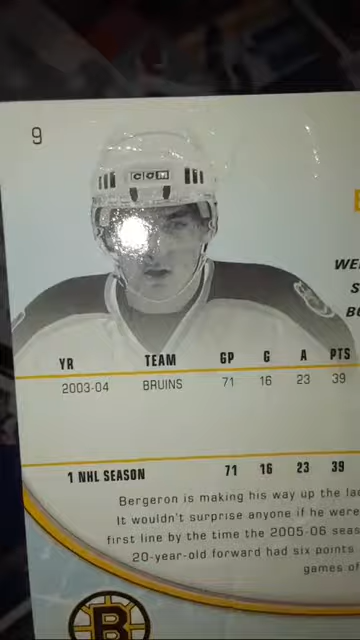 9
CCM
YR TEAM GP G A PTS
2003-04 BRUINS 71 16 23 39
1 NHL SEASON 71 16 23 39
Bergeron is making his way up the
It wouldn't surprise anyone if he were
first line by the time the 2005-06
20-year-old forward had six points
games of
B